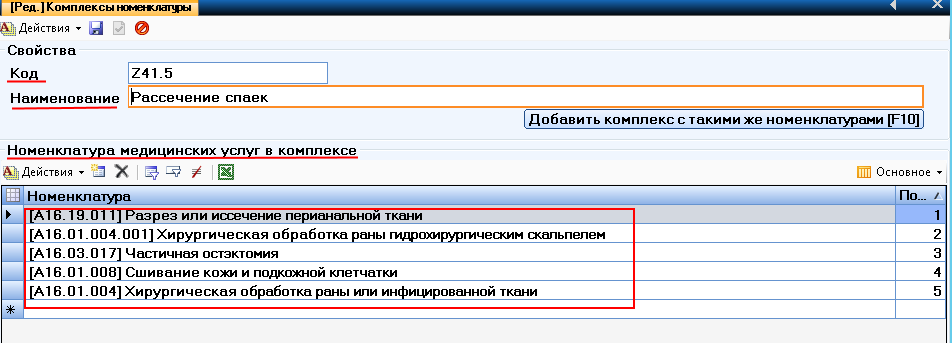 [Ред.] Комплексы номенклатуры
Действия
Свойства
Код Z41.5
Наименование Рассечение спаек
Добавить комплекс с такими же номенклатурами [F10]
Номенклатура медицинских услуг в комплексе
Действия Основное
Номенклатура По...
[A16.19.011] Разрез или иссечение перианальной ткани 1
[A16.01.004.001] Хирургическая обработка раны гидрохирургическим скальпелем 2
[A16.03.017] Частичная остэктомия 3
[A16.01.008] Сшивание кожи и подкожной клетчатки 4
[A16.01.004] Хирургическая обработка раны или инфицированной ткани 5